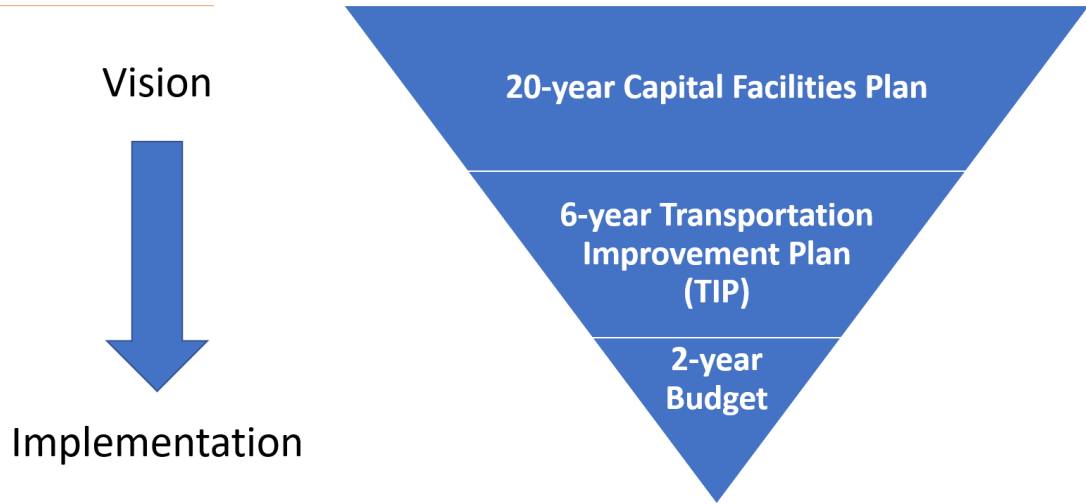 Vision
20-year Capital Facilities Plan
6-year Transportation
Improvement Plan
(TIP)
2-year
Budget
Implementation